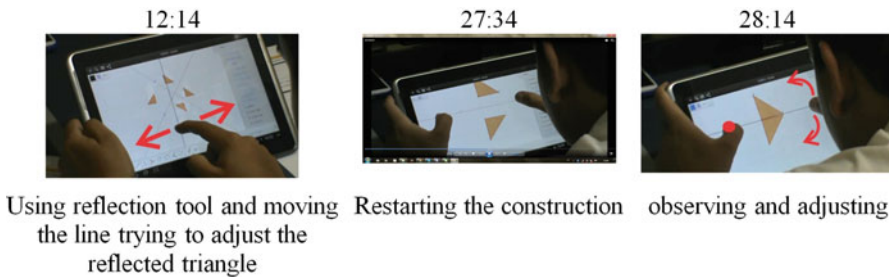 12:14 27:34 28:14
Using reflection tool and moving
the line trying to adjust the
reflected triangle
Restarting the construction
observing and adjusting